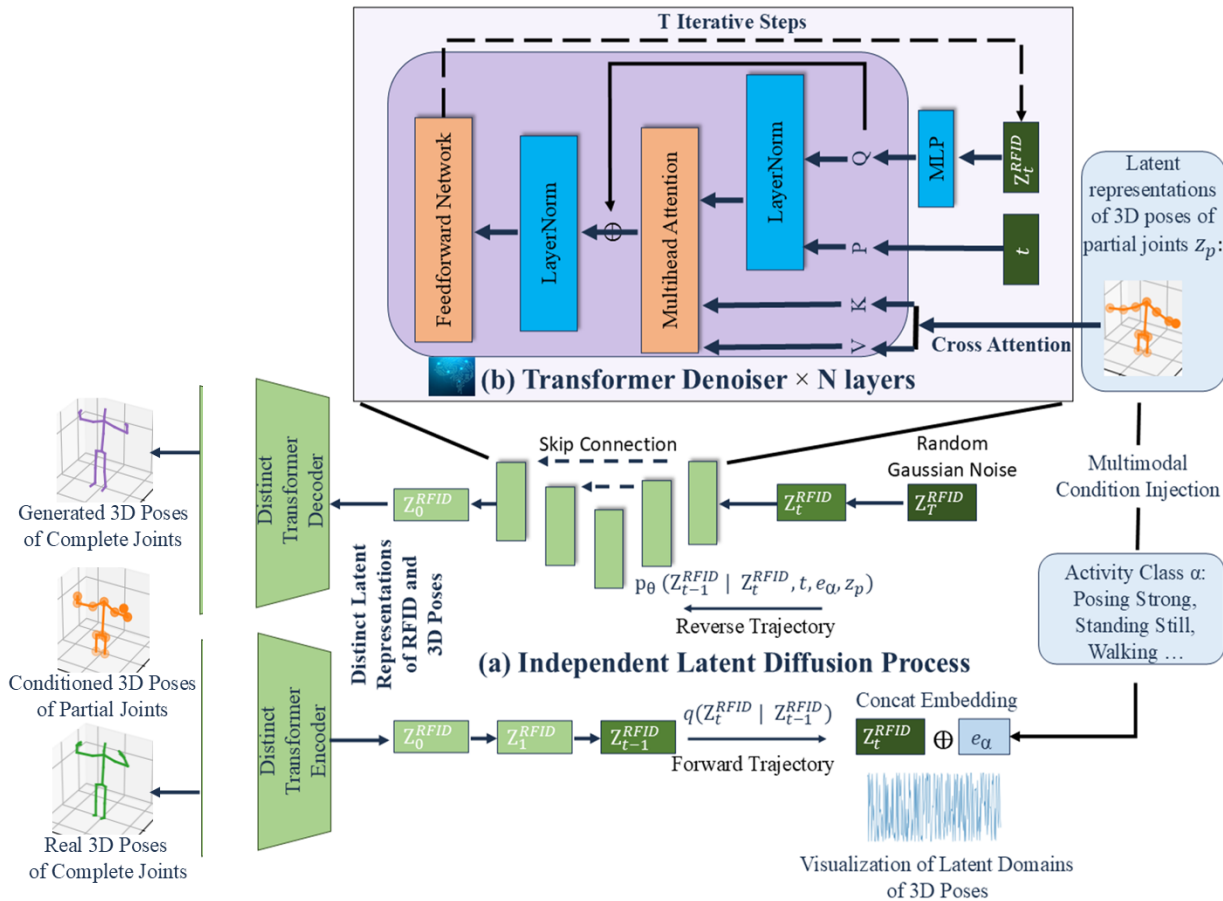 T Iterative Steps
Feedforward Network
LayerNorm
⊕
Multihead Attention
LayerNorm
Q
P
K
V
MLP
Z_t^{RFID}
t
Cross Attention
(b) Transformer Denoiser × N layers
Latent
representations
of 3D poses of
partial joints z_p:
Multimodal
Condition Injection
Activity Class α:
Posing Strong,
Standing Still,
Walking …
Skip Connection
Random
Gaussian Noise
Distinct
Transformer
Decoder
Z_0^{RFID}
Z_t^{RFID}
Z_T^{RFID}
Generated 3D Poses
of Complete Joints
Distinct Latent
Representations
of RFID and
3D Poses
p_θ (Z_{t-1}^{RFID} | Z_t^{RFID}, t, e_α, z_p)
Reverse Trajectory
(a) Independent Latent Diffusion Process
Conditioned 3D Poses
of Partial Joints
Distinct
Transformer
Encoder
Z_0^{RFID}
Z_1^{RFID}
Z_{t-1}^{RFID}
q(Z_t^{RFID} | Z_{t-1}^{RFID})
Forward Trajectory
Concat Embedding
Z_t^{RFID} ⊕ e_α
Real 3D Poses
of Complete Joints
Visualization of Latent Domains
of 3D Poses